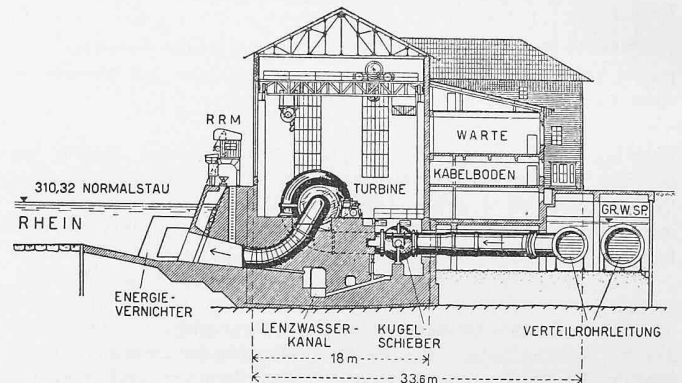 RRM
WARTE
KABELBODEN
TURBINE
310,32 NORMALSTAU
RHEIN
GR.W.SP.
ENERGIE-
VERNICHTER
LENZWASSER-
KANAL
KUGEL-
SCHIEBER
VERTEILROHRLEITUNG
18 m
33,6 m